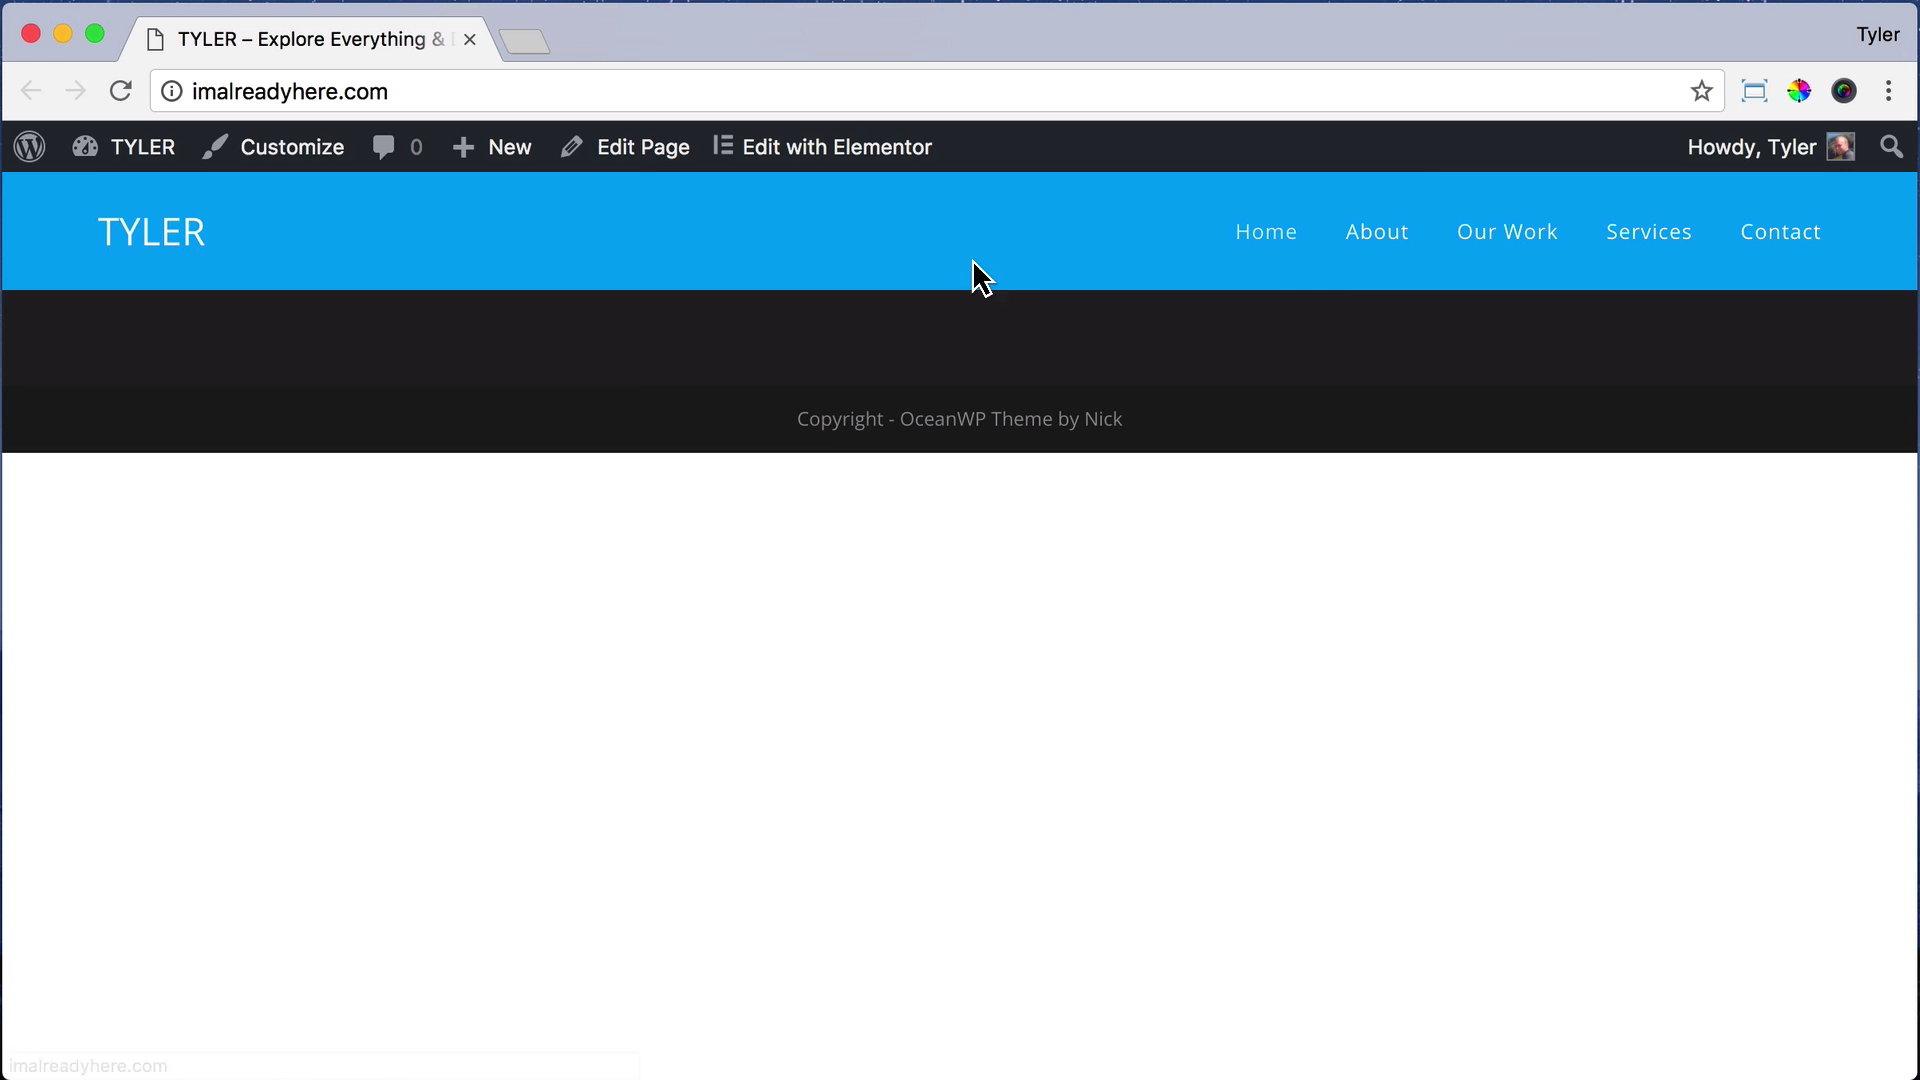 TYLER – Explore Everything &
Tyler
imalreadyhere.com
TYLER
Customize
0
New
Edit Page
Edit with Elementor
Howdy, Tyler
TYLER
Home
About
Our Work
Services
Contact
Copyright - OceanWP Theme by Nick
imalreadyhere.com